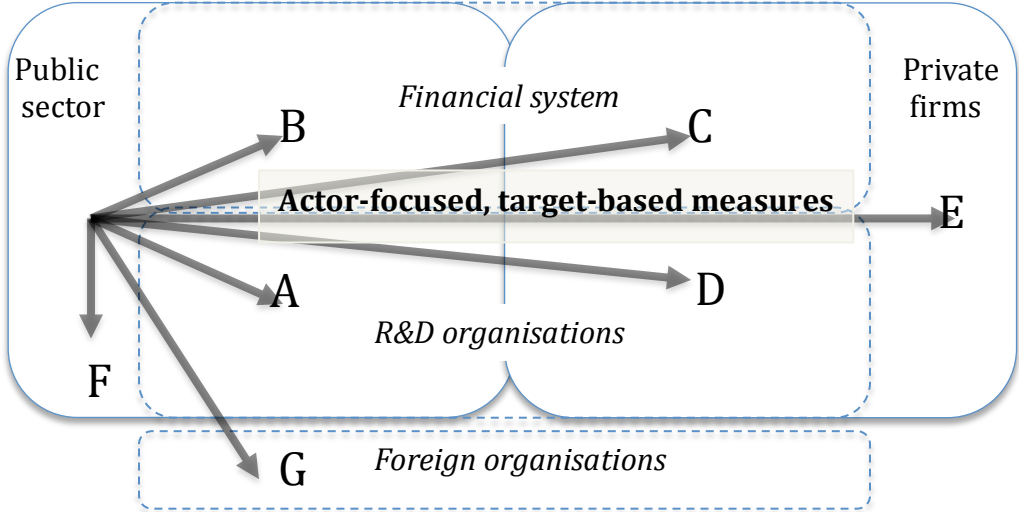 Public
sector
Private
firms
Financial system
B
C
Actor-focused, target-based measures
E
A
D
R&D organisations
F
G
Foreign organisations